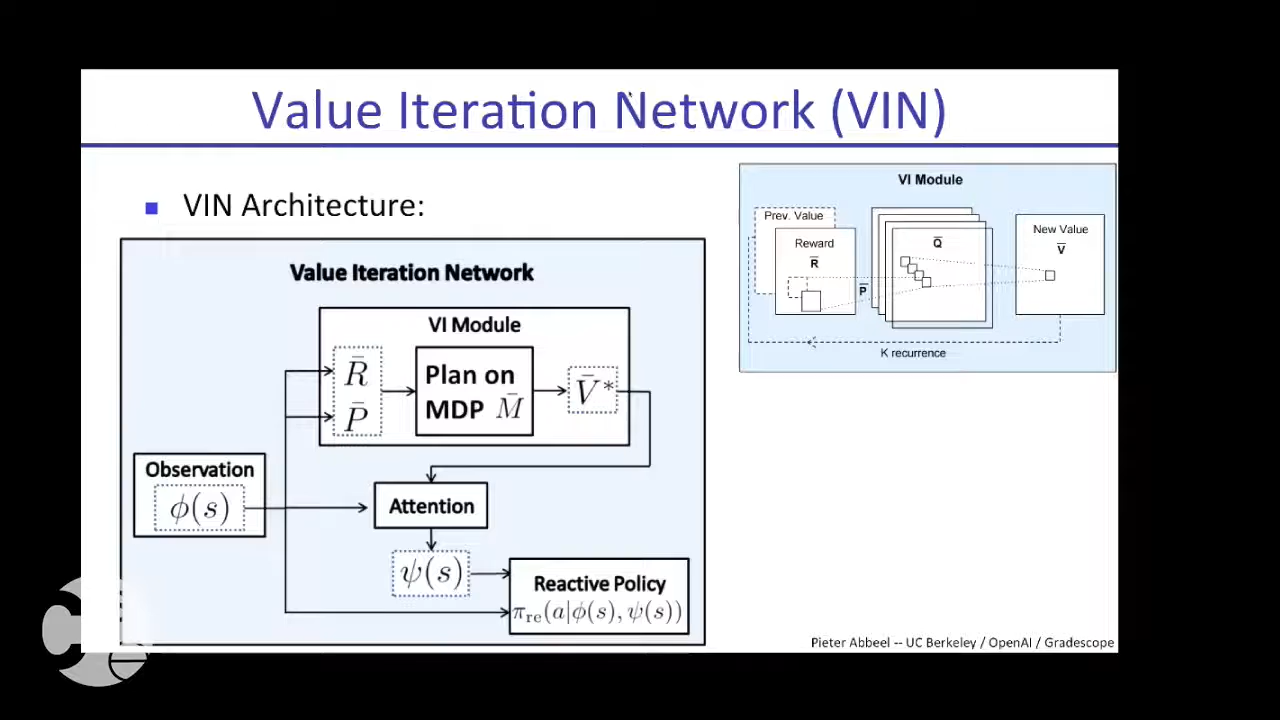 Value Iteration Network (VIN)
■ VIN Architecture:
Value Iteration Network
VI Module
R̄
P̄
Plan on
MDP M̄
V̄*
Observation
ϕ(s)
Attention
ψ(s)
Reactive Policy
π_re(a|ϕ(s), ψ(s))
VI Module
Prev. Value
Reward
R̄
P̄
Q̄
New Value
V̄
K recurrence
Pieter Abbeel -- UC Berkeley / OpenAI / Gradescope